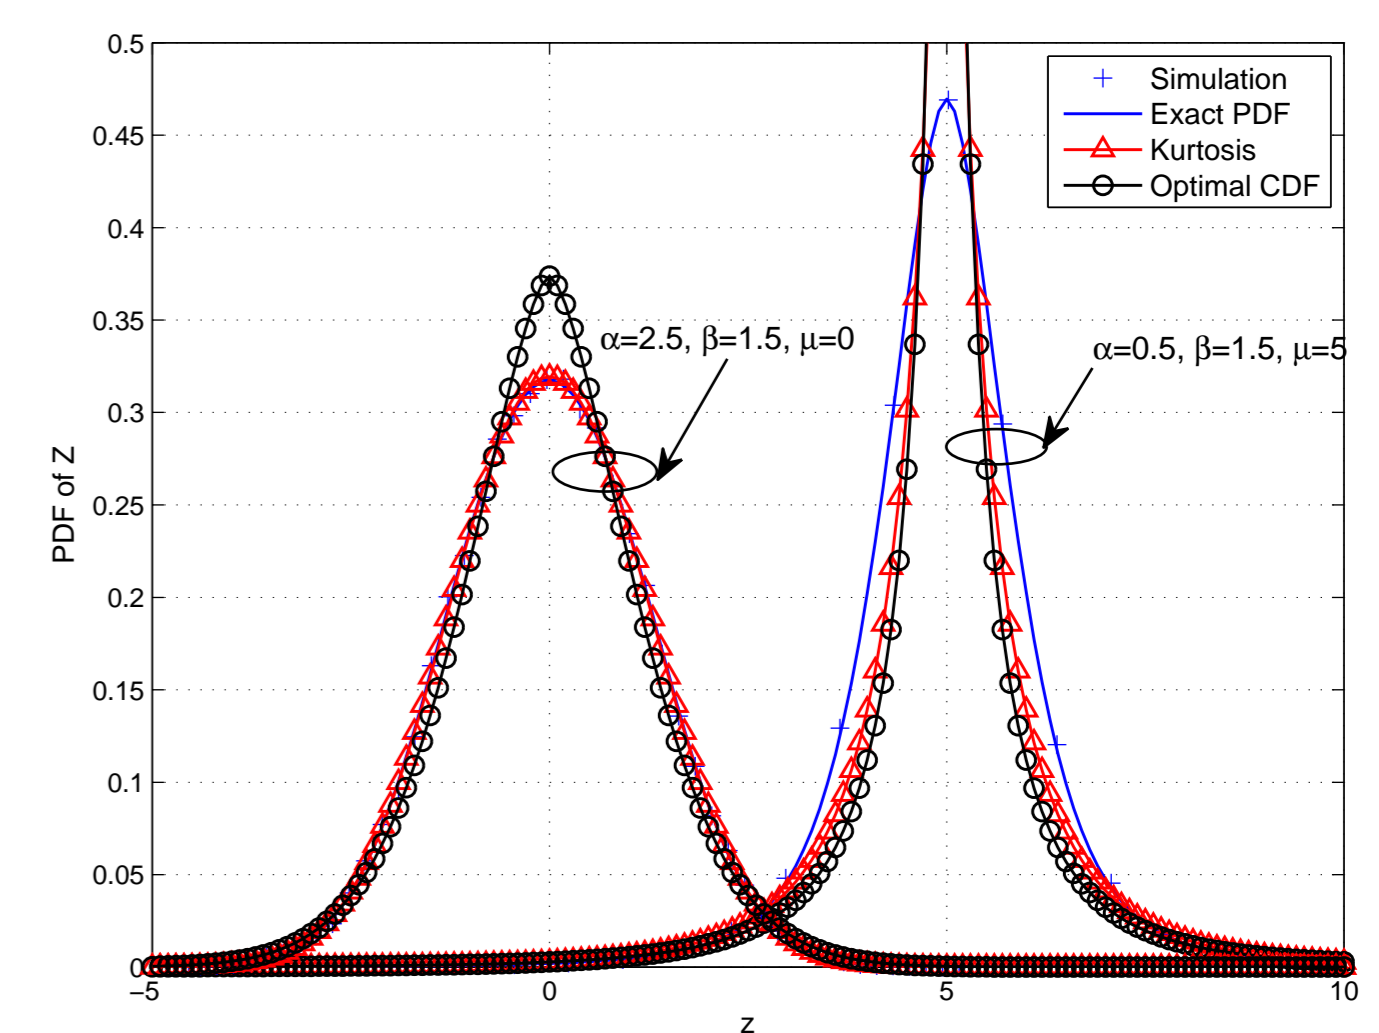 0.5
0.45
0.4
0.35
0.3
0.25
0.2
0.15
0.1
0.05
0
−5
0
5
10
PDF of Z
z
Simulation
Exact PDF
Kurtosis
Optimal CDF
α=2.5, β=1.5, μ=0
α=0.5, β=1.5, μ=5